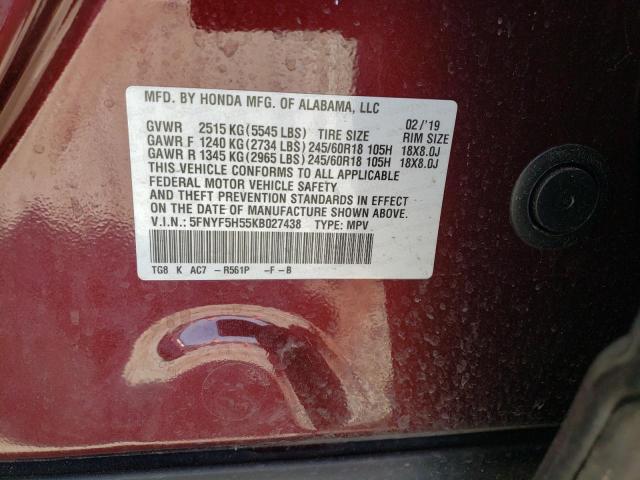 MFD. BY HONDA MFG. OF ALABAMA, LLC
GVWR 2515 KG (5545 LBS) TIRE SIZE 02/'19 RIM SIZE
GAWR F 1240 KG (2734 LBS) 245/60R18 105H 18X8.0J
GAWR R 1345 KG (2965 LBS) 245/60R18 105H 18X8.0J
THIS VEHICLE CONFORMS TO ALL APPLICABLE
FEDERAL MOTOR VEHICLE SAFETY
AND THEFT PREVENTION STANDARDS IN EFFECT
ON THE DATE OF MANUFACTURE SHOWN ABOVE.
V.I.N.: 5FNYF5H55KB027438 TYPE: MPV
TG8 K AC7 - R561P -F-B